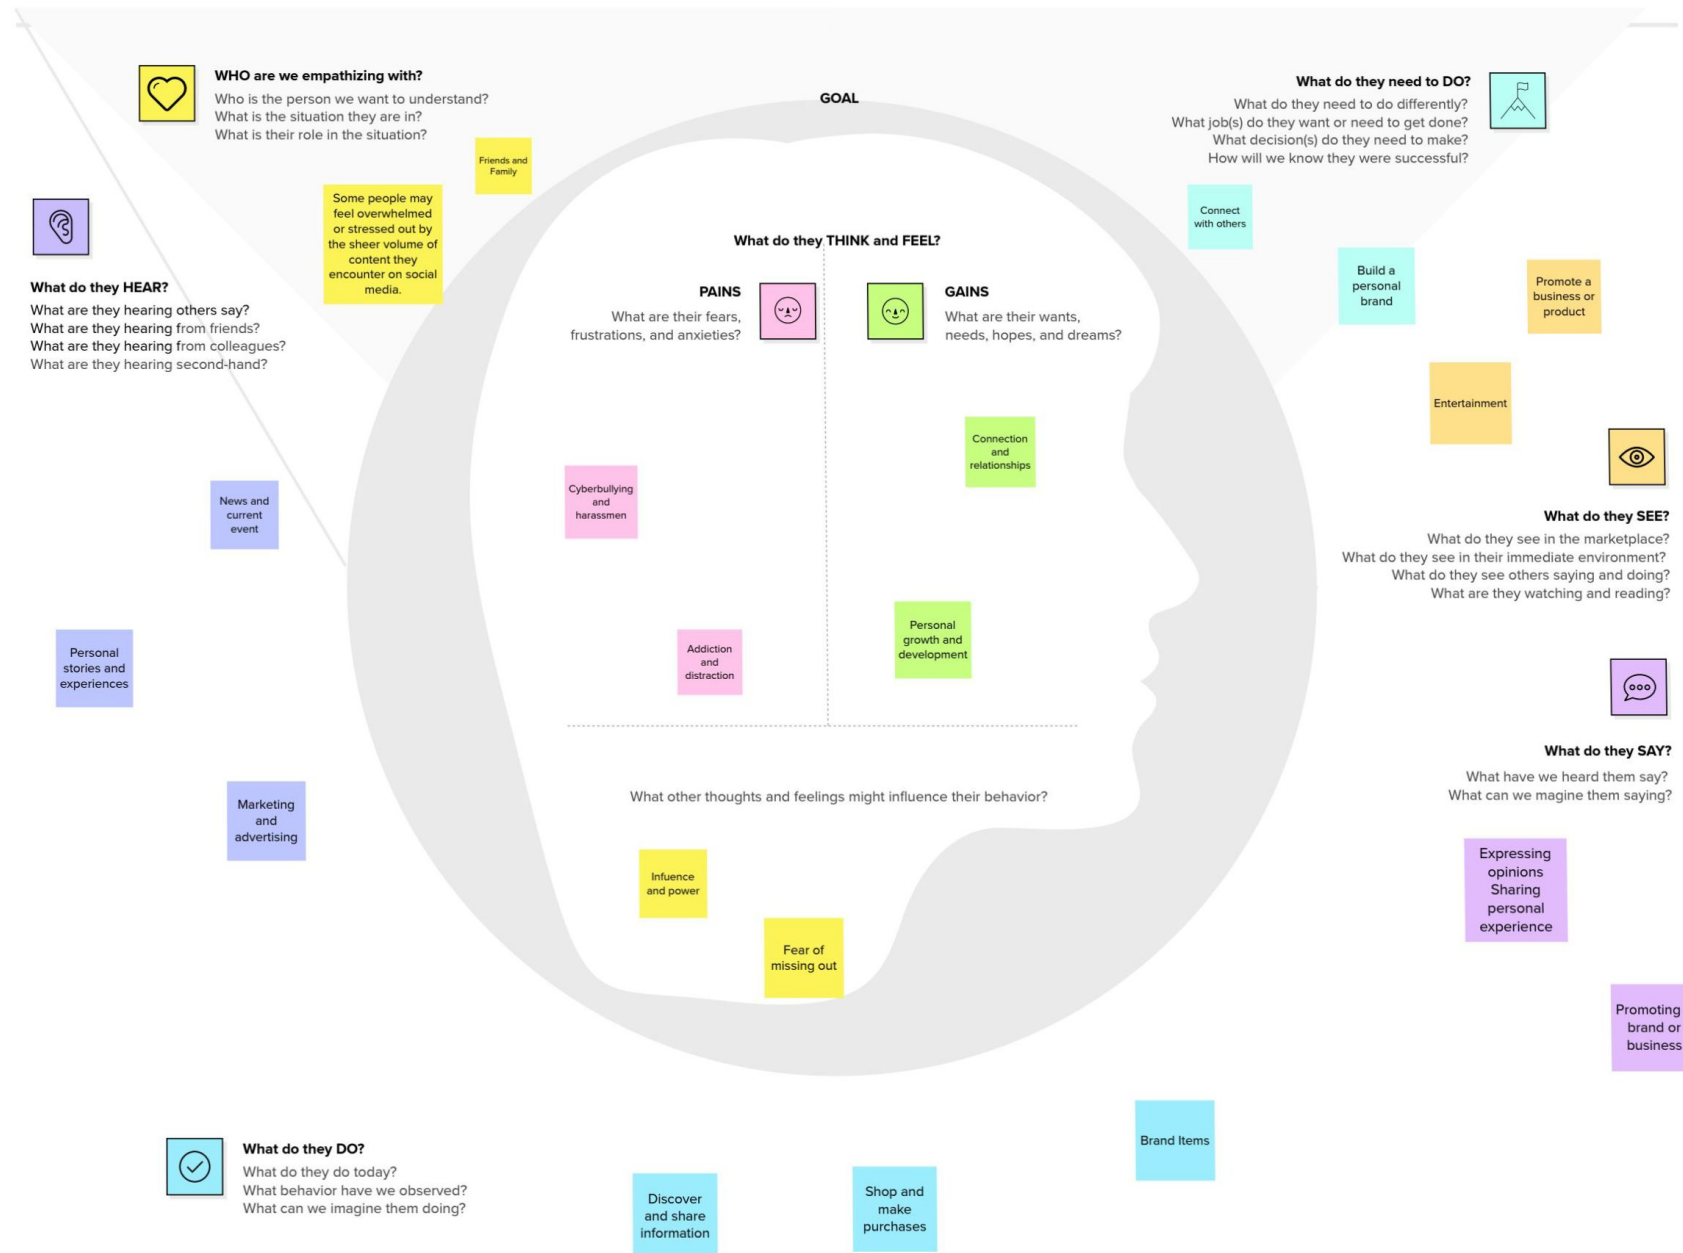 WHO are we empathizing with?
Who is the person we want to understand?
What is the situation they are in?
What is their role in the situation?
Friends and
Family
Some people may
feel overwhelmed
or stressed out by
the sheer volume of
content they
encounter on social
media.
GOAL
What do they need to DO?
What do they need to do differently?
What job(s) do they want or need to get done?
What decision(s) do they need to make?
How will we know they were successful?
Connect
with others
Build a
personal
brand
Promote a
business or
product
Entertainment
What do they HEAR?
What are they hearing others say?
What are they hearing from friends?
What are they hearing from colleagues?
What are they hearing second-hand?
News and
current
event
Personal
stories and
experiences
Marketing
and
advertising
What do they THINK and FEEL?
PAINS
What are their fears,
frustrations, and anxieties?
GAINS
What are their wants,
needs, hopes, and dreams?
Cyberbullying
and
harassmen
Addiction
and
distraction
Connection
and
relationships
Personal
growth and
development
What other thoughts and feelings might influence their behavior?
Infuence
and power
Fear of
missing out
What do they SEE?
What do they see in the marketplace?
What do they see in their immediate environment?
What do they see others saying and doing?
What are they watching and reading?
What do they SAY?
What have we heard them say?
What can we magine them saying?
Expressing
opinions
Sharing
personal
experience
Promoting
brand or
business
What do they DO?
What do they do today?
What behavior have we observed?
What can we imagine them doing?
Discover
and share
information
Shop and
make
purchases
Brand Items